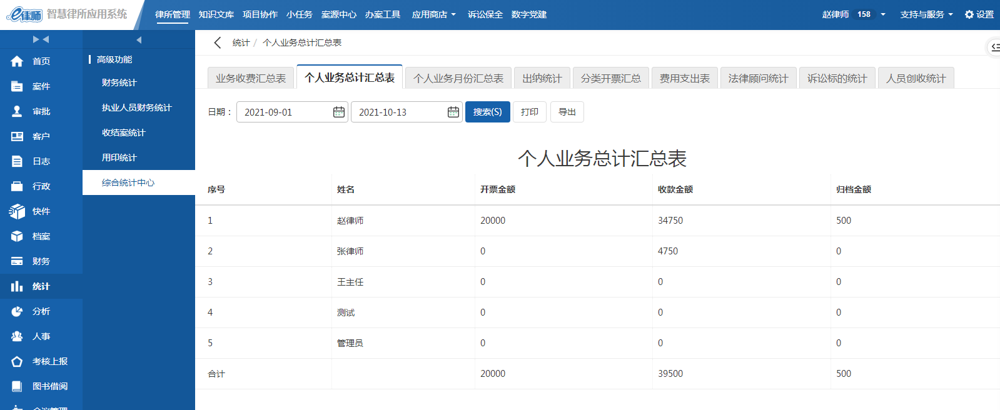 e律师 智慧律所应用系统 律所管理 知识文库 项目协作 小任务 案源中心 办案工具 应用商店 诉讼保全 数字党建 赵律师 158 支持与服务 设置
首页
案件
审批
客户
日志
行政
快件
档案
财务
统计
分析
人事
考核上报
图书借阅
会议管理
高级功能
财务统计
执业人员财务统计
收结案统计
用印统计
综合统计中心
统计 / 个人业务总计汇总表
业务收费汇总表 个人业务总计汇总表 个人业务月份汇总表 出纳统计 分类开票汇总 费用支出表 法律顾问统计 诉讼标的统计 人员创收统计
日期： 2021-09-01 2021-10-13 搜索(S) 打印 导出
个人业务总计汇总表
序号 姓名 开票金额 收款金额 归档金额
1 赵律师 20000 34750 500
2 张律师 0 4750 0
3 王主任 0 0 0
4 测试 0 0 0
5 管理员 0 0 0
合计 20000 39500 500